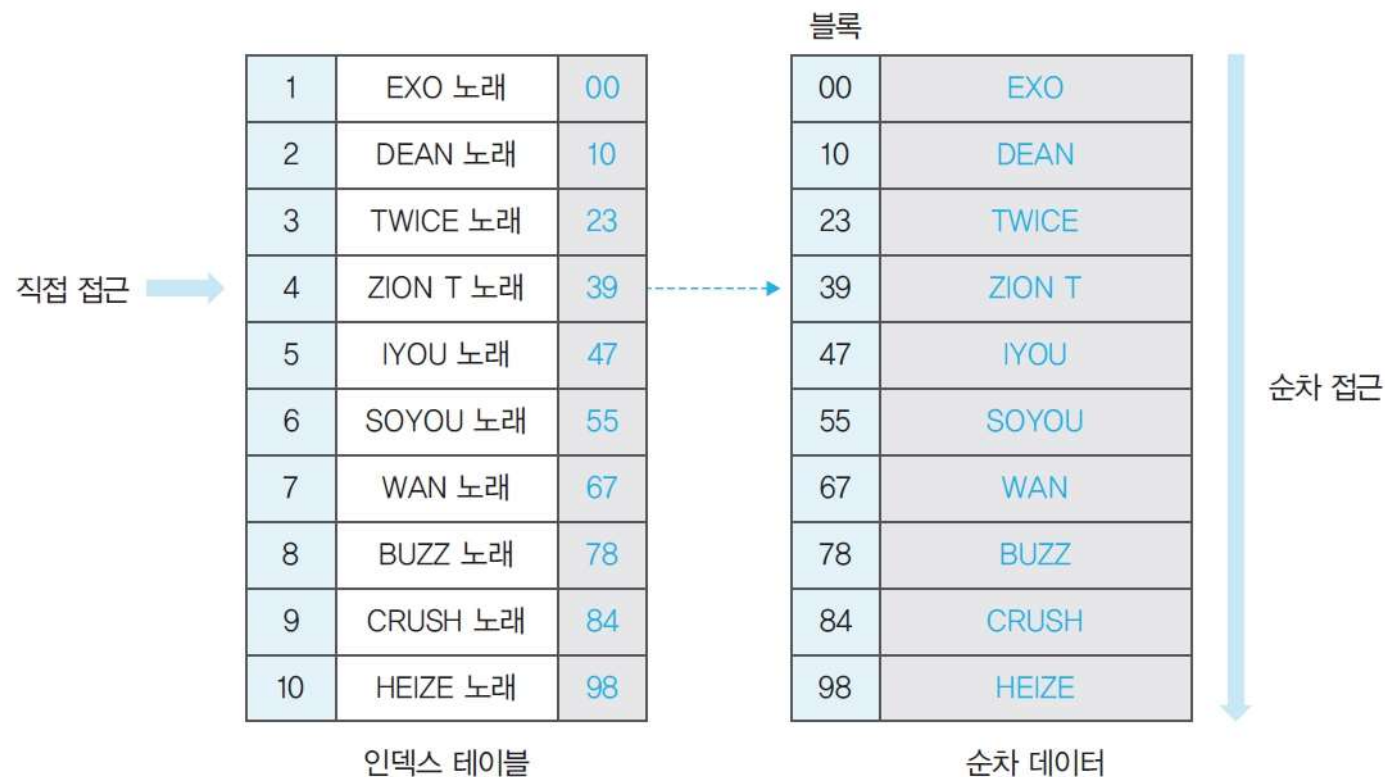 블록
1 EXO 노래 00 00 EXO
2 DEAN 노래 10 10 DEAN
3 TWICE 노래 23 23 TWICE
직접 접근 4 ZION T 노래 39 39 ZION T
5 IYOU 노래 47 47 IYOU
순차 접근
6 SOYOU 노래 55 55 SOYOU
7 WAN 노래 67 67 WAN
8 BUZZ 노래 78 78 BUZZ
9 CRUSH 노래 84 84 CRUSH
10 HEIZE 노래 98 98 HEIZE
인덱스 테이블 순차 데이터